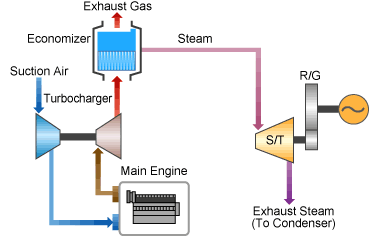 Exhaust Gas
Economizer
Steam
Suction Air
Turbocharger
R/G
S/T
Main Engine
Exhaust Steam
(To Condenser)